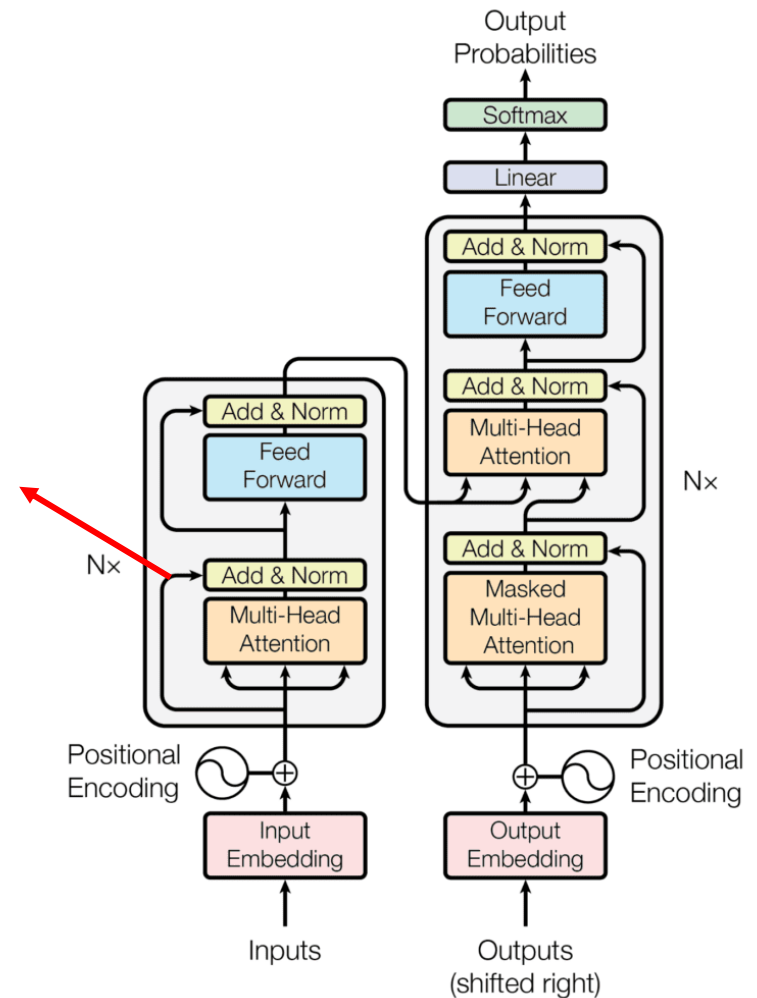 Output
Probabilities
Softmax
Linear
Add & Norm
Feed
Forward
Add & Norm
Multi-Head
Attention
Nx
Add & Norm
Masked
Multi-Head
Attention
Add & Norm
Feed
Forward
Nx
Add & Norm
Multi-Head
Attention
Positional
Encoding
Positional
Encoding
Input
Embedding
Output
Embedding
Inputs
Outputs
(shifted right)